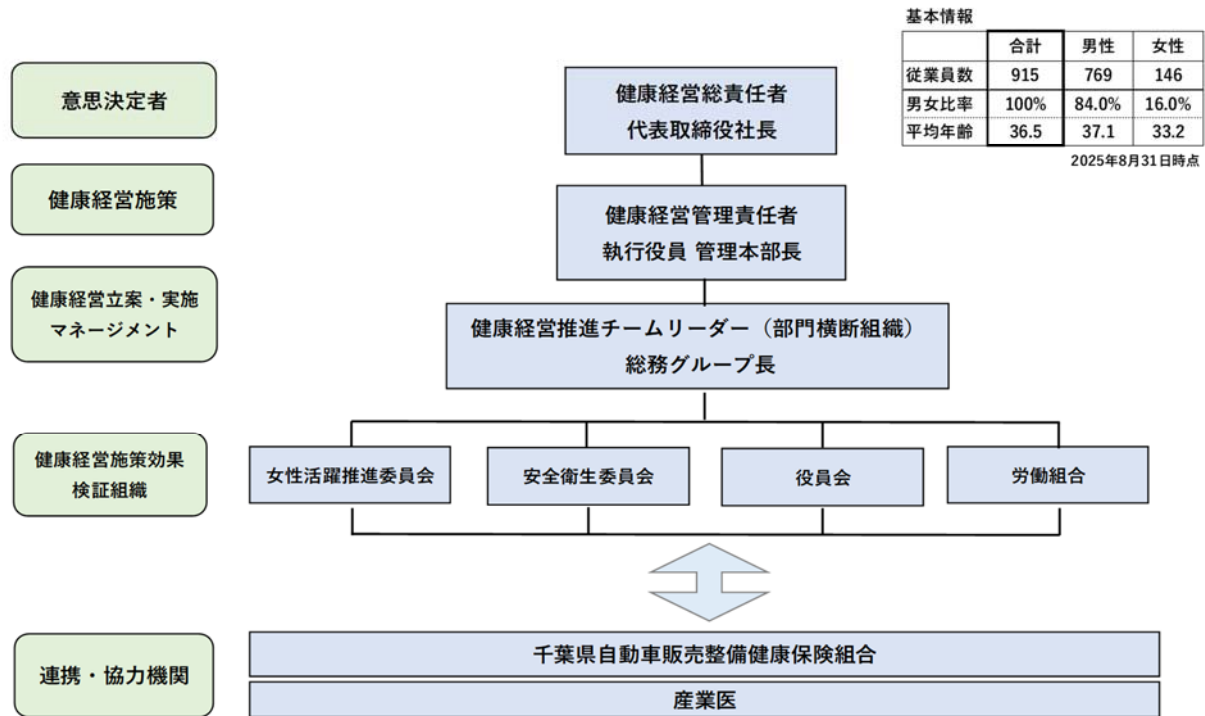 基本情報
合計 男性 女性
従業員数 915 769 146
男女比率 100% 84.0% 16.0%
平均年齢 36.5 37.1 33.2
2025年8月31日時点
意思決定者
健康経営総責任者
代表取締役社長
健康経営施策
健康経営管理責任者
執行役員 管理本部長
健康経営立案・実施
マネージメント
健康経営推進チームリーダー（部門横断組織）
総務グループ長
健康経営施策効果
検証組織
女性活躍推進委員会
安全衛生委員会
役員会
労働組合
連携・協力機関
千葉県自動車販売整備健康保険組合
産業医